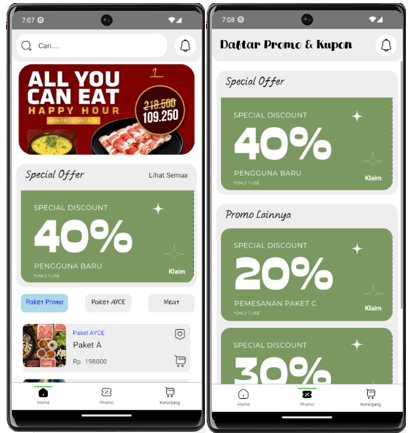 7:07
Cari....
ALL YOU
CAN EAT
HAPPY HOUR
218.500
109.250
Special Offer
Lihat Semua
SPECIAL DISCOUNT
40%
PENGGUNA BARU
*ONLY 1 USE
Klaim
Paket Promo
Paket AYCE
Meat
Paket AYCE
Paket A
Rp. 198000
Home
Promo
Keranjang
7:08
Daftar Promo & Kupon
Special Offer
SPECIAL DISCOUNT
40%
PENGGUNA BARU
*ONLY 1 USE
Klaim
Promo Lainnya
SPECIAL DISCOUNT
20%
PEMESANAN PAKET C
*ONLY 1 USE
Klaim
SPECIAL DISCOUNT
30%
Home
Promo
Keranjang